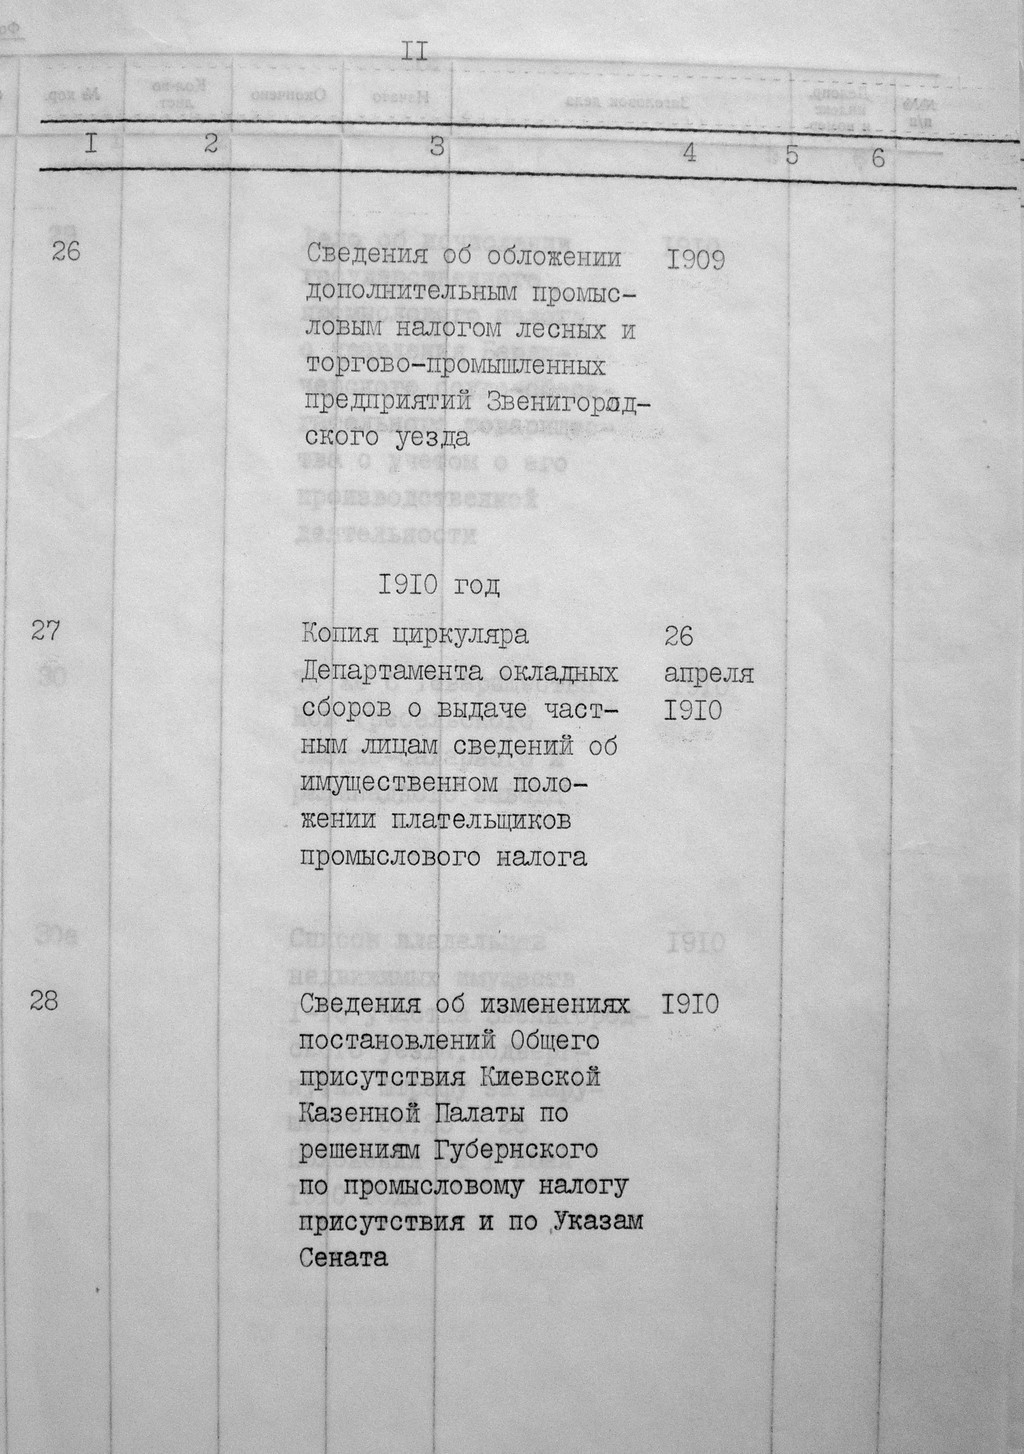 II
I 2 3 4 5 6
26 Сведения об обложении I909
дополнительным промыс-
ловым налогом лесных и
торгово-промышленных
предприятий Звенигород-
ского уезда
I9I0 год
27 Копия циркуляра 26
Департамента окладных апреля
сборов о выдаче част- I9I0
ным лицам сведений об
имущественном поло-
жении плательщиков
промыслового налога
28 Сведения об изменениях I9I0
постановлений Общего
присутствия Киевской
Казенной Палаты по
решениям Губернского
по промысловому налогу
присутствия и по Указам
Сената